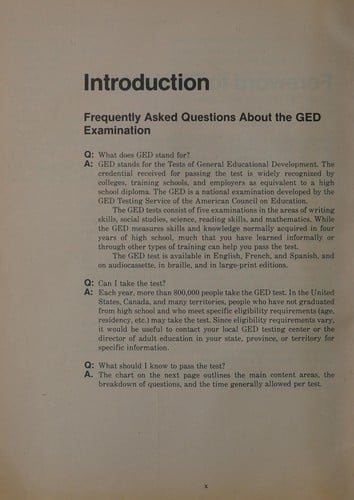 Introduction
Frequently Asked Questions About the GED
Examination
Q: What does GED stand for?
A: GED stands for the Tests of General Educational Development. The
credential received for passing the test is widely recognized by
colleges, training schools, and employers as equivalent to a high
school diploma. The GED is a national examination developed by the
GED Testing Service of the American Council on Education.
The GED tests consist of five examinations in the areas of writing
skills, social studies, science, reading skills, and mathematics. While
the GED measures skills and knowledge normally acquired in four
years of high school, much that you have learned informally or
through other types of training can help you pass the test.
The GED test is available in English, French, and Spanish, and
on audiocassette, in braille, and in large-print editions.
Q: Can I take the test?
A: Each year, more than 800,000 people take the GED test. In the United
States, Canada, and many territories, people who have not graduated
from high school and who meet specific eligibility requirements (age,
residency, etc.) may take the test. Since eligibility requirements vary,
it would be useful to contact your local GED testing center or the
director of adult education in your state, province, or territory for
specific information.
Q: What should I know to pass the test?
A. The chart on the next page outlines the main content areas, the
breakdown of questions, and the time generally allowed per test.
x